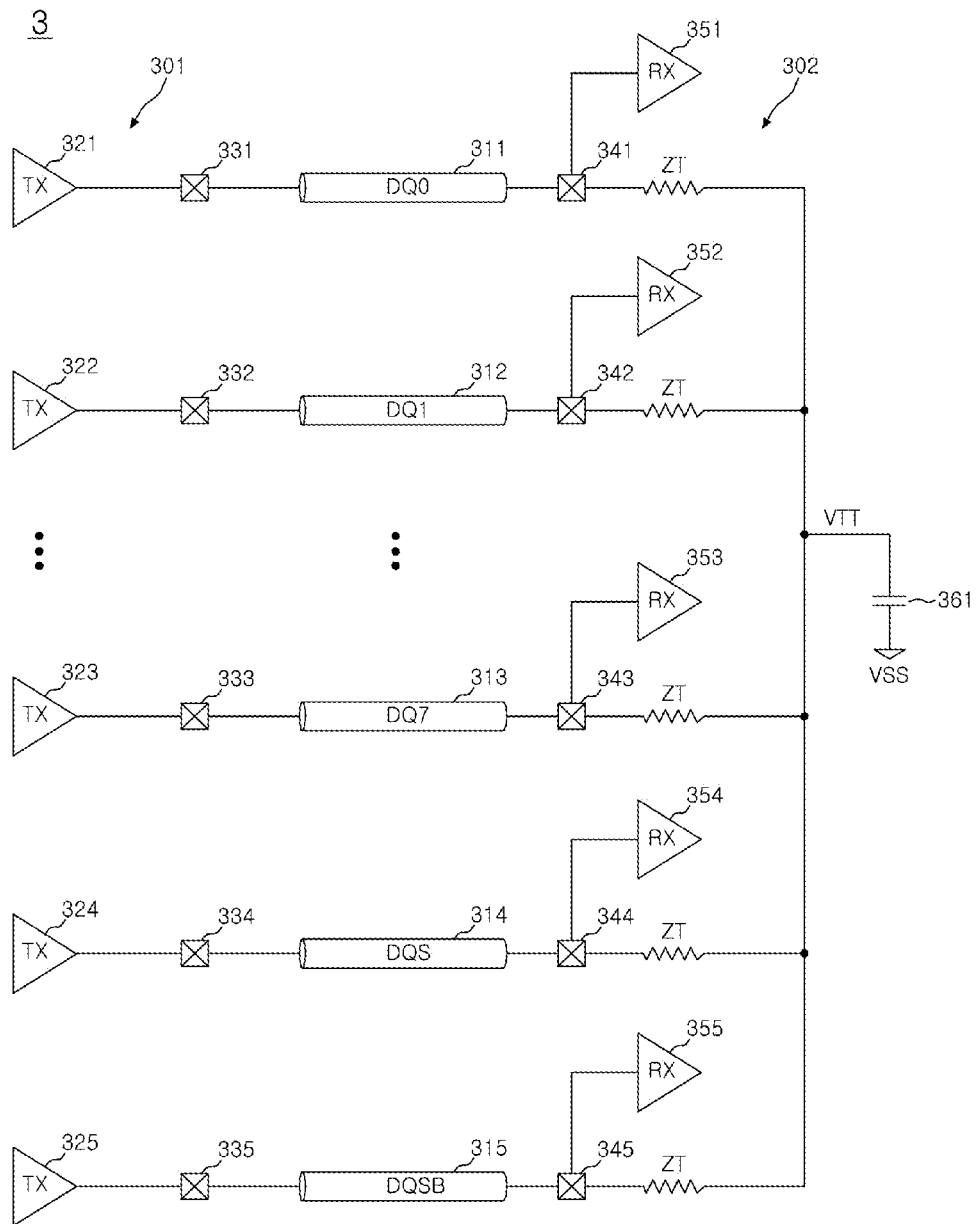 3
301
351
RX
302
321
TX
331
311
DQ0
341
ZT
352
RX
322
TX
332
312
DQ1
342
ZT
VTT
361
VSS
353
RX
323
TX
333
313
DQ7
343
ZT
354
RX
324
TX
334
314
DQS
344
ZT
355
RX
325
TX
335
315
DQSB
345
ZT